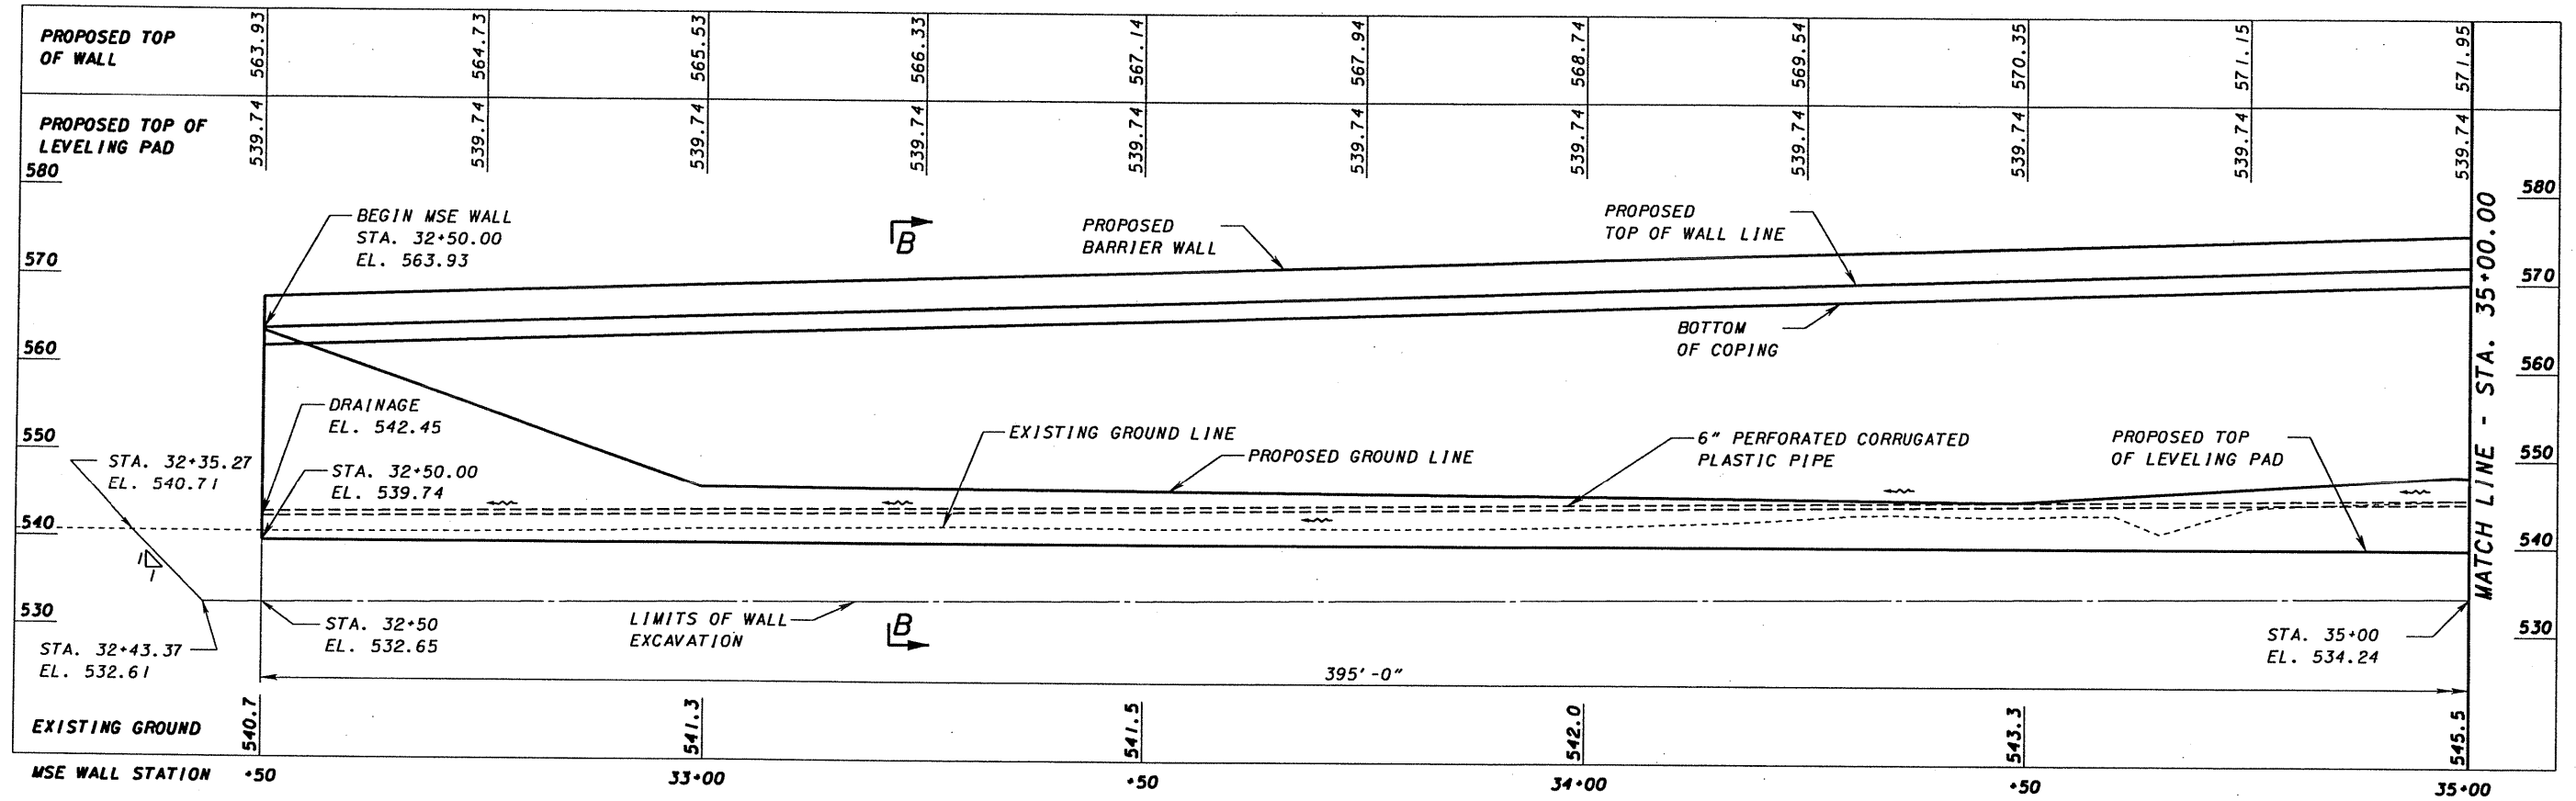 PROPOSED TOP
OF WALL
563.93
564.73
565.53
566.33
567.14
567.94
568.74
569.54
570.35
571.15
571.95
PROPOSED TOP OF
LEVELING PAD
539.74
539.74
539.74
539.74
539.74
539.74
539.74
539.74
539.74
539.74
539.74
580
570
560
550
540
530
580
570
560
550
540
530
BEGIN MSE WALL
STA. 32+50.00
EL. 563.93
B
PROPOSED
BARRIER WALL
PROPOSED
TOP OF WALL LINE
BOTTOM
OF COPING
MATCH LINE - STA. 35+00.00
DRAINAGE
EL. 542.45
STA. 32+35.27
EL. 540.71
STA. 32+50.00
EL. 539.74
EXISTING GROUND LINE
PROPOSED GROUND LINE
6" PERFORATED CORRUGATED
PLASTIC PIPE
PROPOSED TOP
OF LEVELING PAD
1
1
STA. 32+43.37
EL. 532.61
STA. 32+50
EL. 532.65
LIMITS OF WALL
EXCAVATION
B
STA. 35+00
EL. 534.24
395'-0"
EXISTING GROUND
540.7
541.3
541.5
542.0
543.3
545.5
MSE WALL STATION
+50
33+00
+50
34+00
+50
35+00